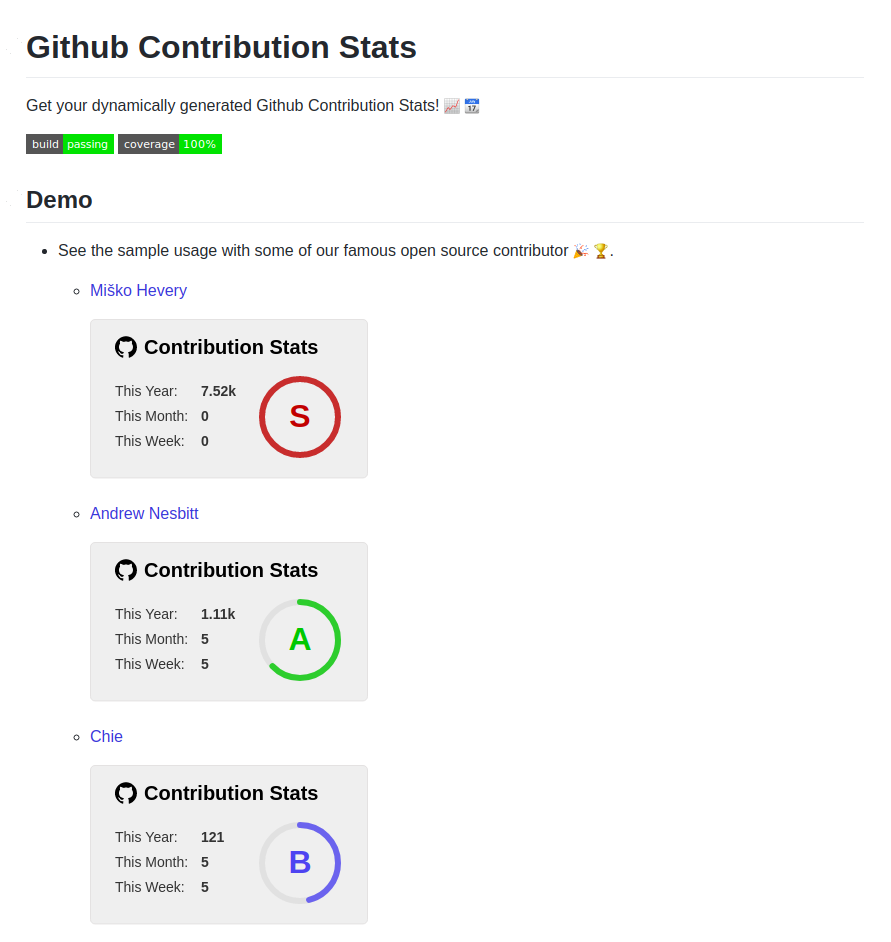 Github Contribution Stats
Get your dynamically generated Github Contribution Stats! 📈 📆
build passing coverage 100%
Demo
• See the sample usage with some of our famous open source contributor 🎉 🏆.
◦ Miško Hevery
Contribution Stats
This Year: 7.52k
This Month: 0
This Week: 0
S
◦ Andrew Nesbitt
Contribution Stats
This Year: 1.11k
This Month: 5
This Week: 5
A
◦ Chie
Contribution Stats
This Year: 121
This Month: 5
This Week: 5
B